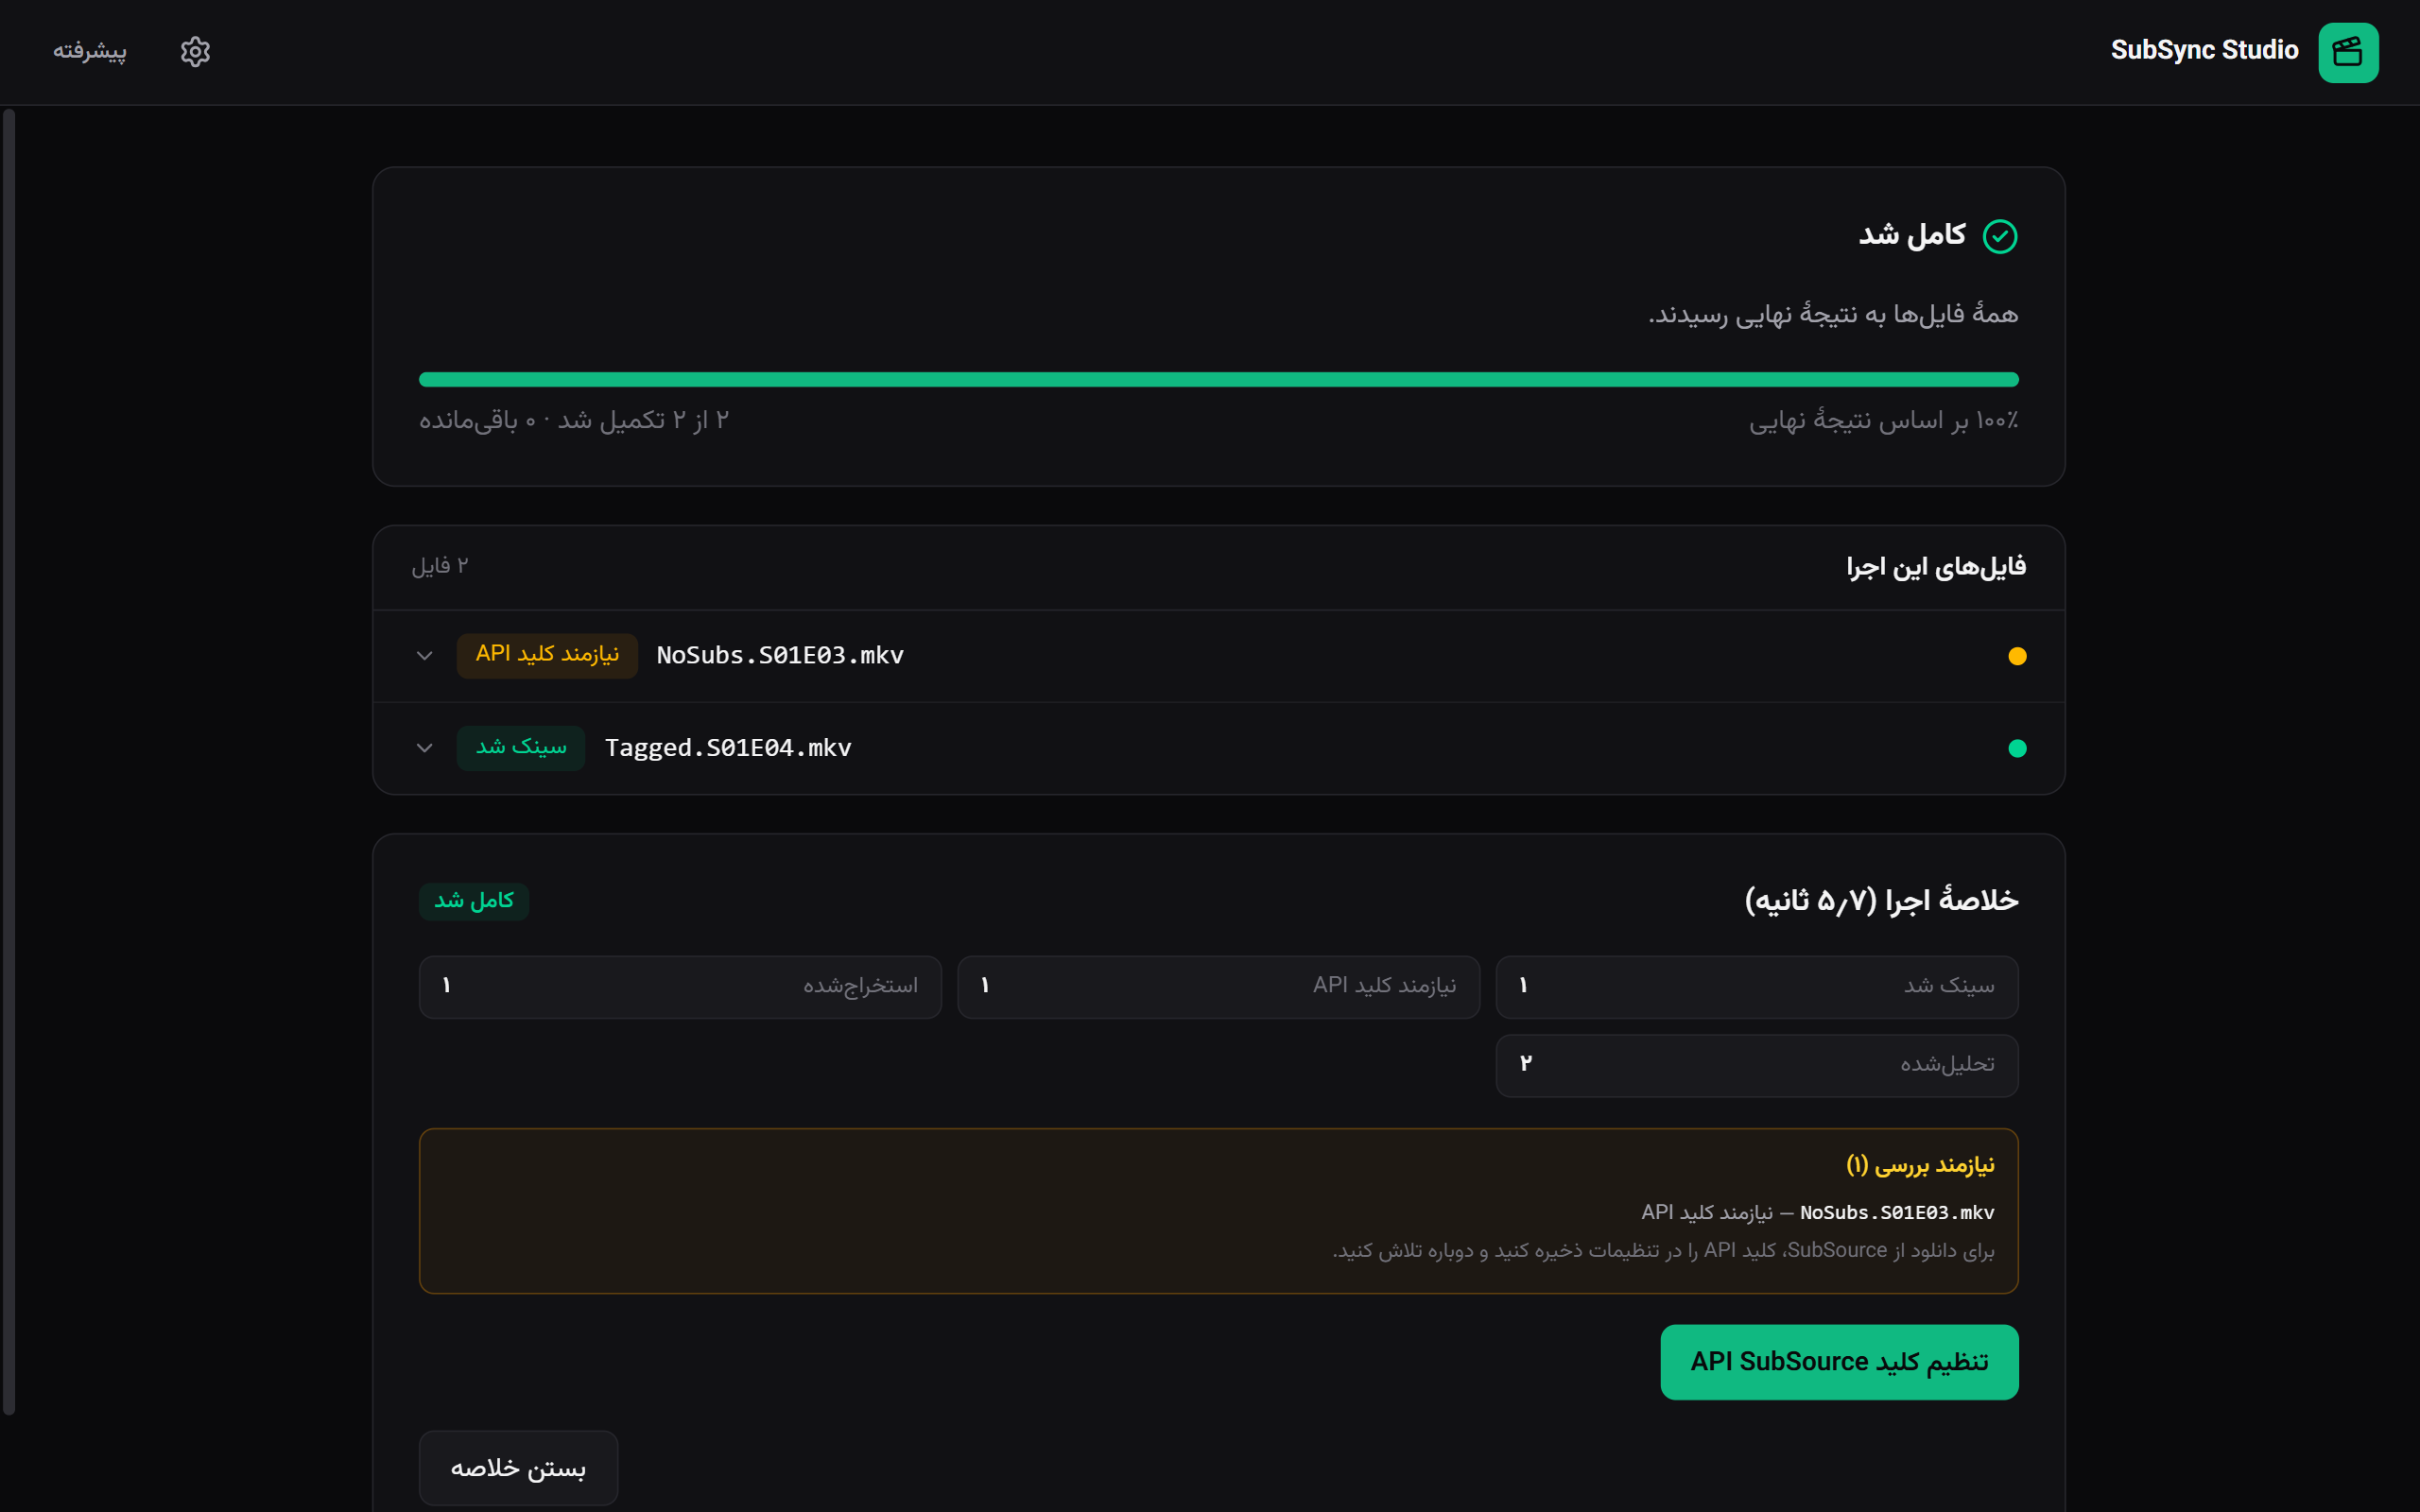 SubSync Studio
پیشرفته
کامل شد
همهٔ فایل‌ها به نتیجهٔ نهایی رسیدند.
۱۰۰٪ بر اساس نتیجهٔ نهایی
۲ از ۲ تکمیل شد · ۰ باقی‌مانده
فایل‌های این اجرا
۲ فایل
NoSubs.S01E03.mkv
نیازمند کلید API
Tagged.S01E04.mkv
سینک شد
خلاصهٔ اجرا (۵٫۷ ثانیه)
کامل شد
سینک شد ۱
نیازمند کلید API ۱
استخراج‌شده ۱
تحلیل‌شده ۲
نیازمند بررسی (۱)
NoSubs.S01E03.mkv — نیازمند کلید API
برای دانلود از SubSource، کلید API را در تنظیمات ذخیره کنید و دوباره تلاش کنید.
تنظیم کلید API SubSource
بستن خلاصه